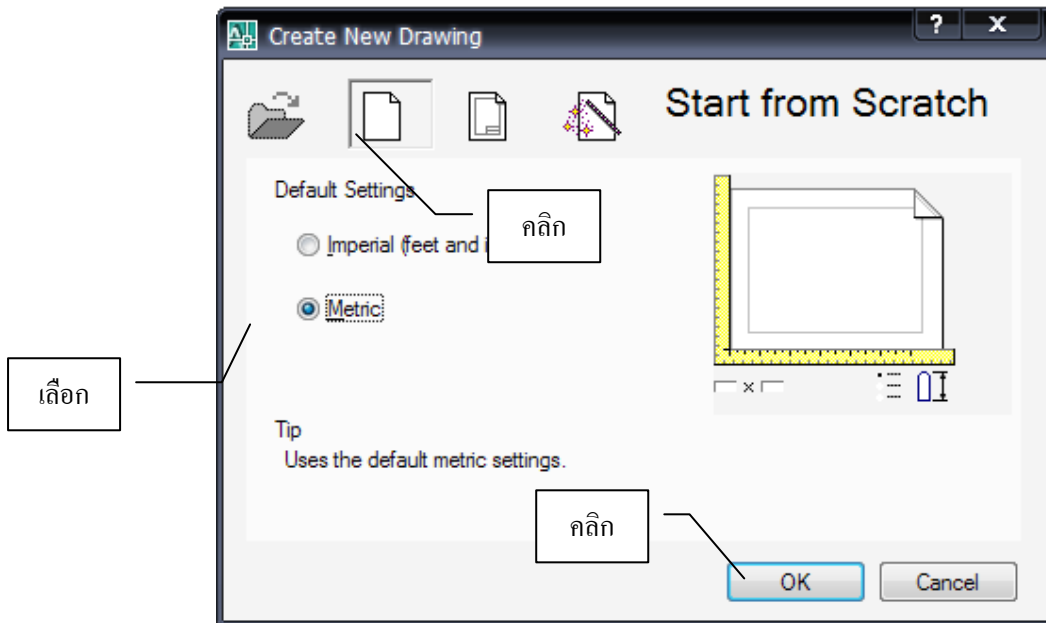 Create New Drawing
Start from Scratch
Default Settings
คลิก
Imperial (feet and i
Metric
เลือก
Tip
Uses the default metric settings.
คลิก
OK
Cancel